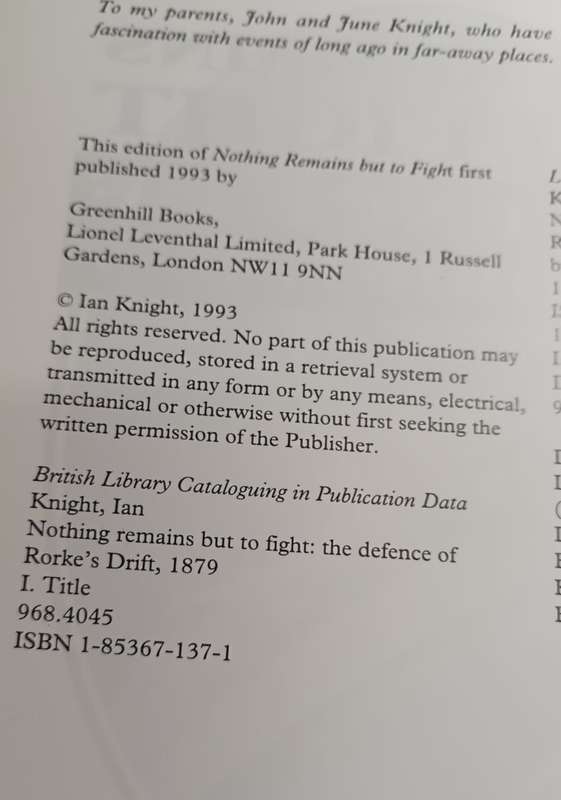 To my parents, John and June Knight, who have
fascination with events of long ago in far-away places.
This edition of Nothing Remains but to Fight first
published 1993 by
Greenhill Books,
Lionel Leventhal Limited, Park House, 1 Russell
Gardens, London NW11 9NN
© Ian Knight, 1993
All rights reserved. No part of this publication may
be reproduced, stored in a retrieval system or
transmitted in any form or by any means, electrical,
mechanical or otherwise without first seeking the
written permission of the Publisher.
British Library Cataloguing in Publication Data
Knight, Ian
Nothing remains but to fight: the defence of
Rorke's Drift, 1879
I. Title
968.4045
ISBN 1-85367-137-1